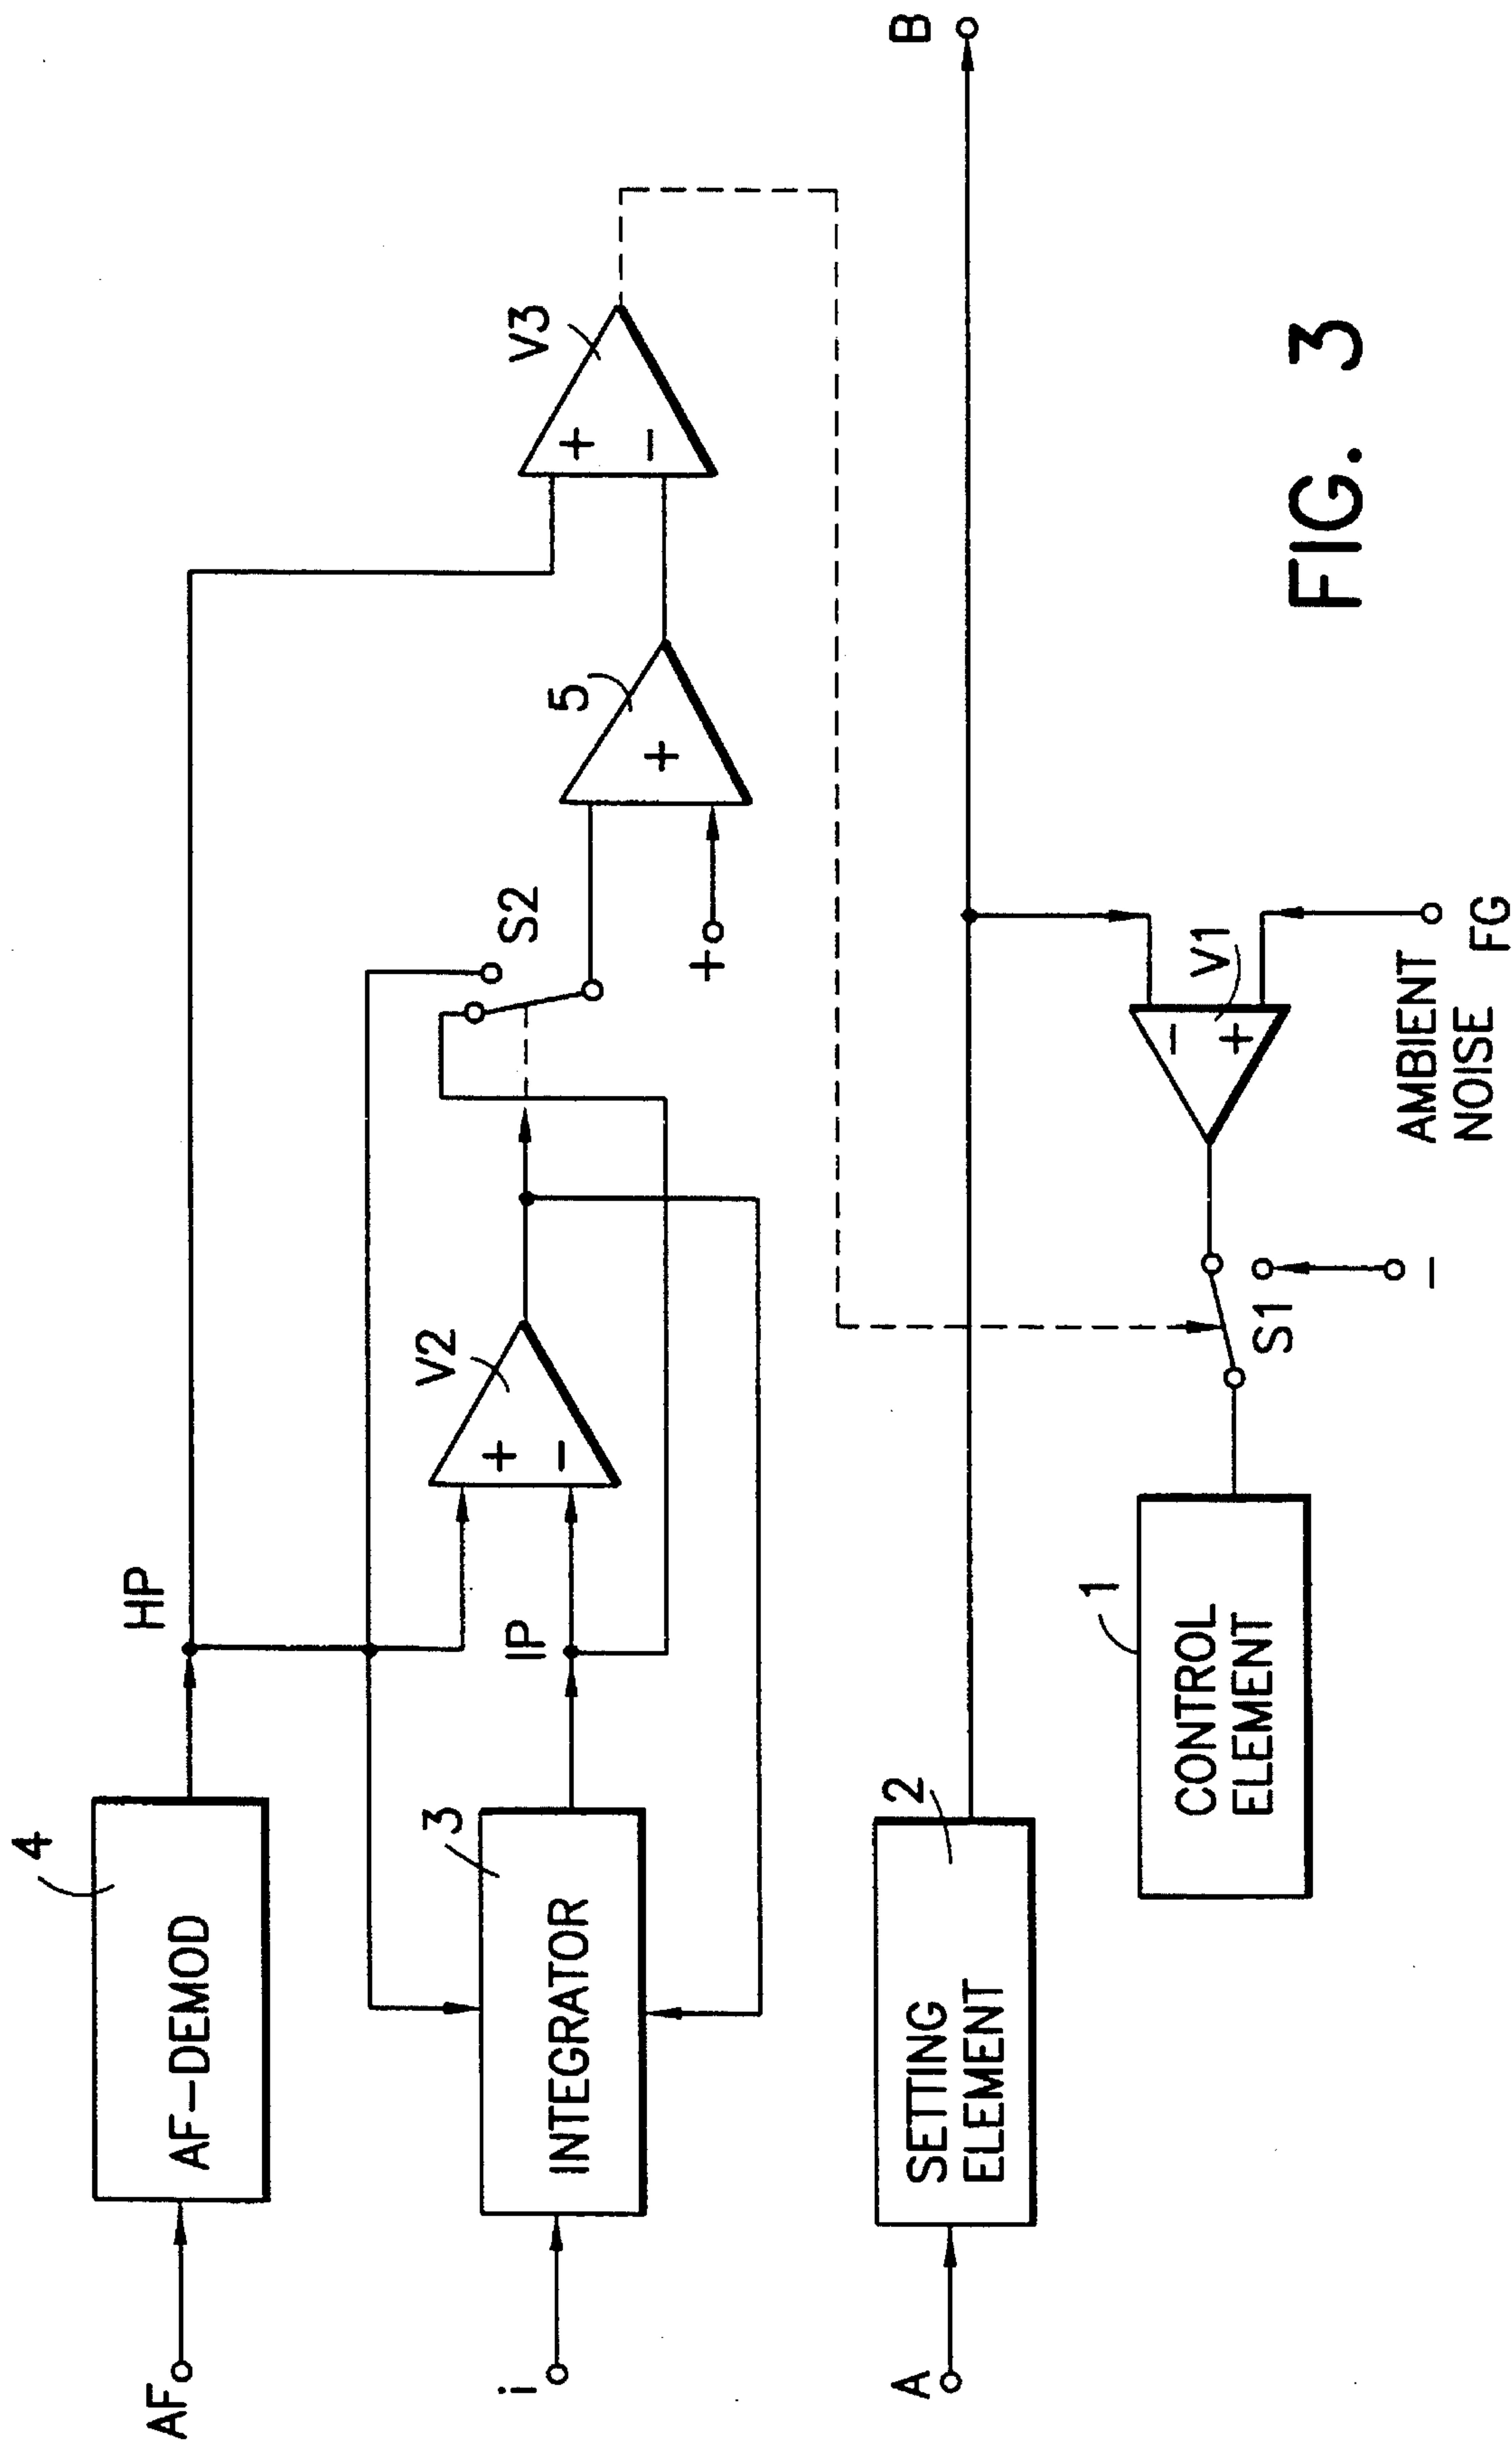 AF
4
AF-DEMOD
HP
i
3
INTEGRATOR
IP
V2
+
−
S2
5
+
+
V3
+
−
A
2
SETTING
ELEMENT
B
1
CONTROL
ELEMENT
S1
−
V1
−
+
AMBIENT
NOISE FG
FIG. 3